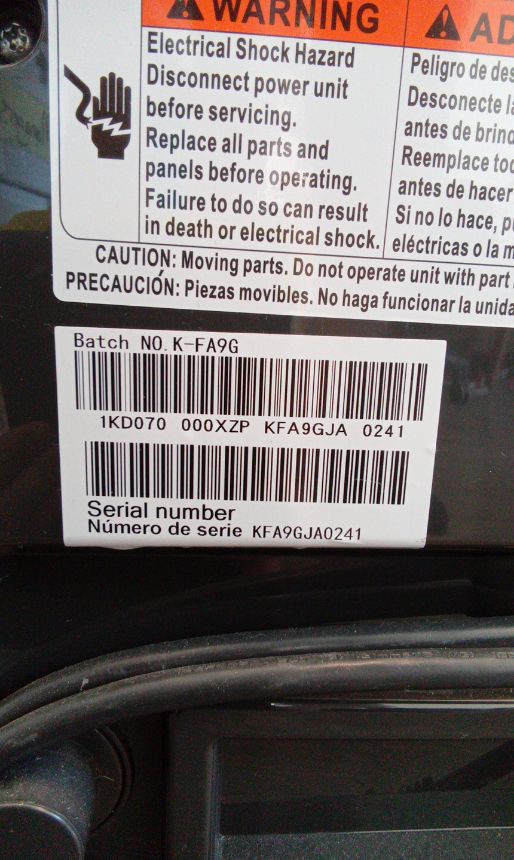 WARNING
Electrical Shock Hazard
Disconnect power unit
before servicing.
Replace all parts and
panels before operating.
Failure to do so can result
in death or electrical shock.
AD
Peligro de des
Desconecte la
antes de brind
Reemplace too
antes de hacer
Si no lo hace, pu
eléctricas o la m
CAUTION: Moving parts. Do not operate unit with part
PRECAUCIÓN: Piezas movibles. No haga funcionar la unida
Batch NO. K-FA9G
1KD070 000XZP KFA9GJA 0241
Serial number
Número de serie KFA9GJA0241